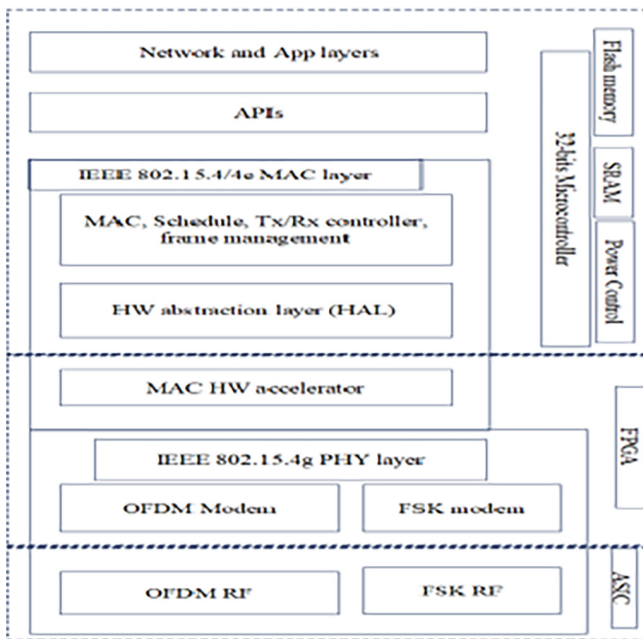 Network and App layers
APIs
IEEE 802.15.4/4e MAC layer
MAC, Schedule, Tx/Rx controller,
frame management
HW abstraction layer (HAL)
MAC HW accelerator
IEEE 802.15.4g PHY layer
OFDM Modem
FSK modem
OFDM RF
FSK RF
32-bits Microcontroller
Flash memory
SRAM
Power Control
FPGA
ASIC